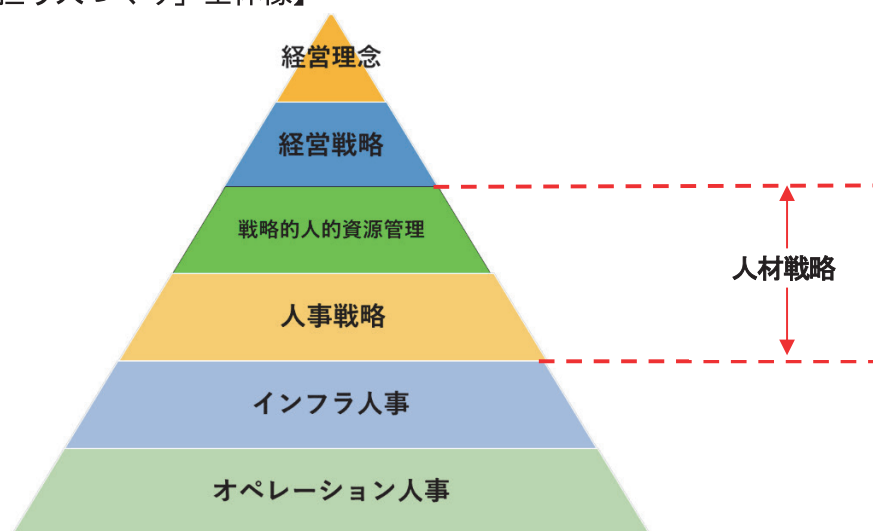 経営理念
経営戦略
戦略的人的資源管理
人材戦略
人事戦略
インフラ人事
オペレーション人事